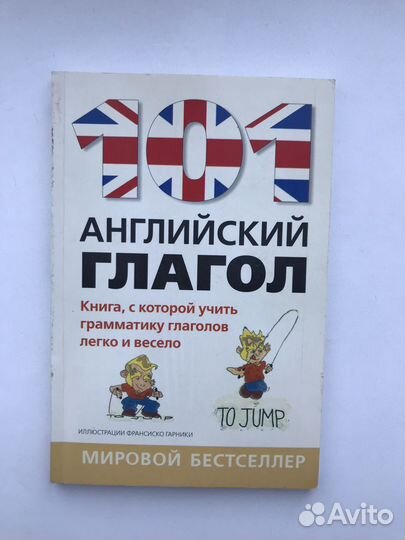 101
АНГЛИЙСКИЙ
ГЛАГОЛ
Книга, с которой учить
грамматику глаголов
легко и весело
TO JUMP
ИЛЛЮСТРАЦИИ ФРАНСИСКО ГАРНИКИ
МИРОВОЙ БЕСТСЕЛЛЕР
Avito